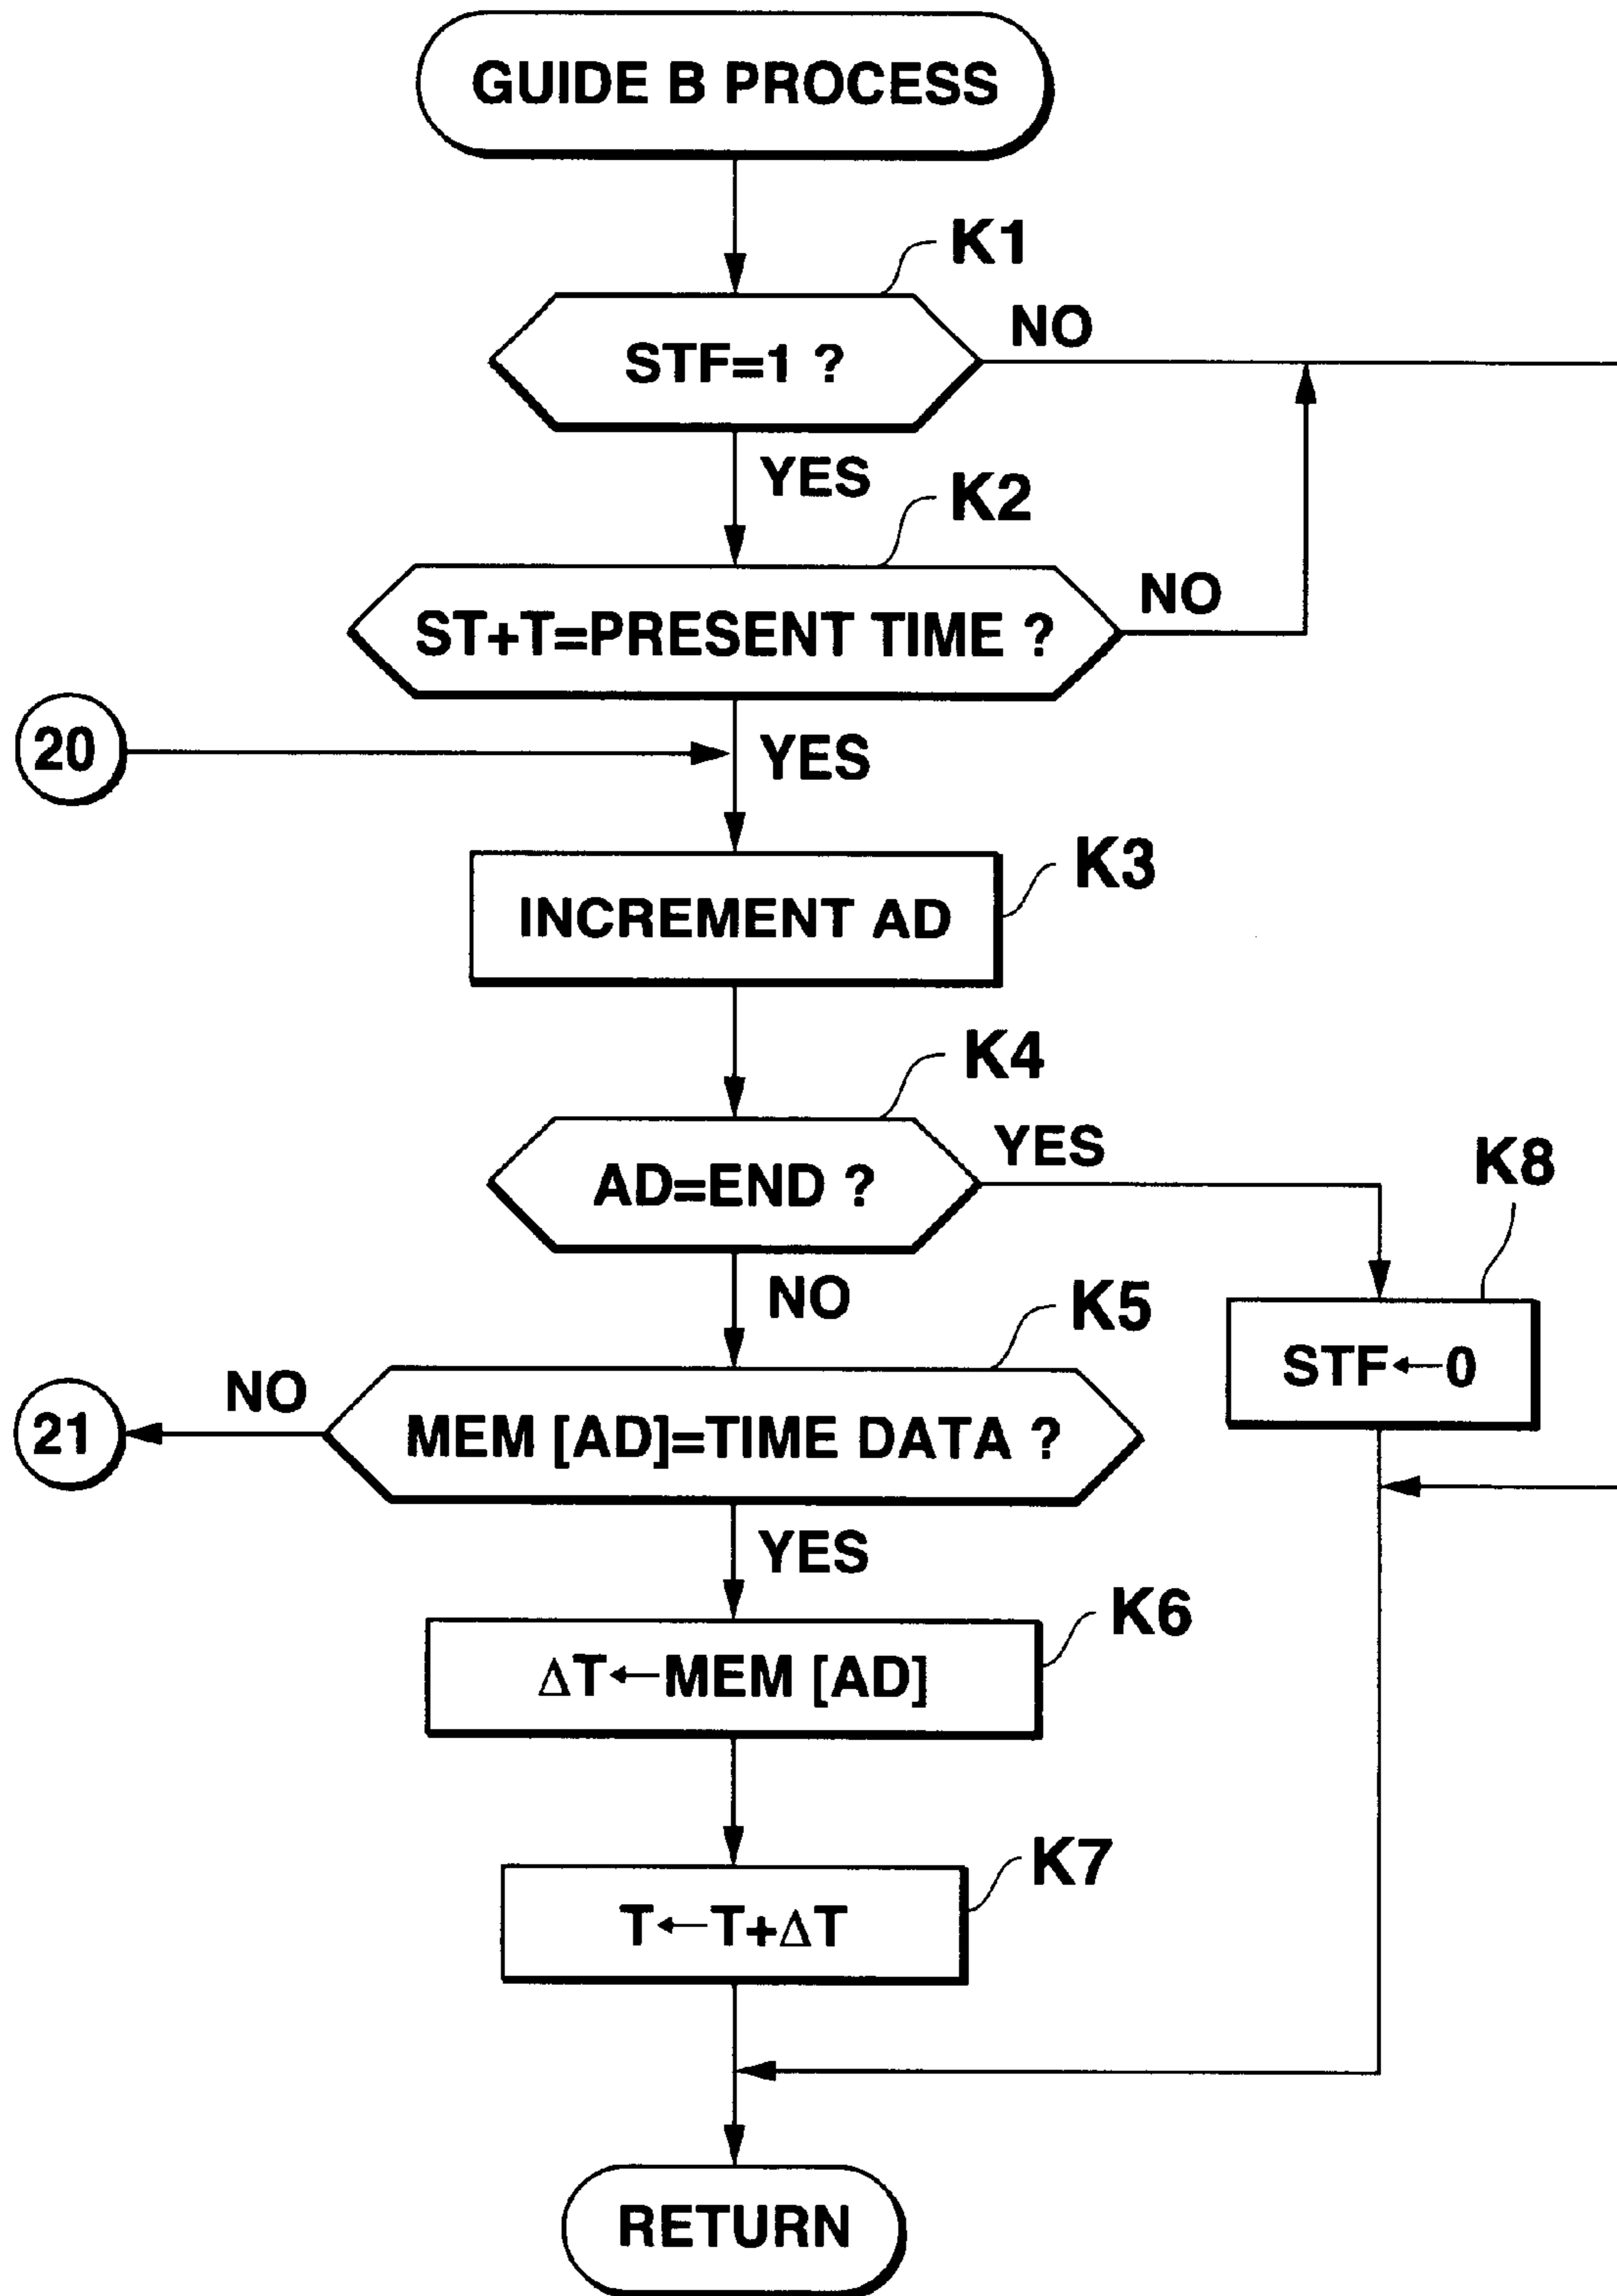 GUIDE B PROCESS
K1
STF=1 ?
NO
YES
K2
ST+T=PRESENT TIME ?
NO
20
YES
K3
INCREMENT AD
K4
AD=END ?
YES
K8
NO
STF←0
K5
21
NO
MEM [AD]=TIME DATA ?
YES
K6
ΔT←MEM [AD]
K7
T←T+ΔT
RETURN